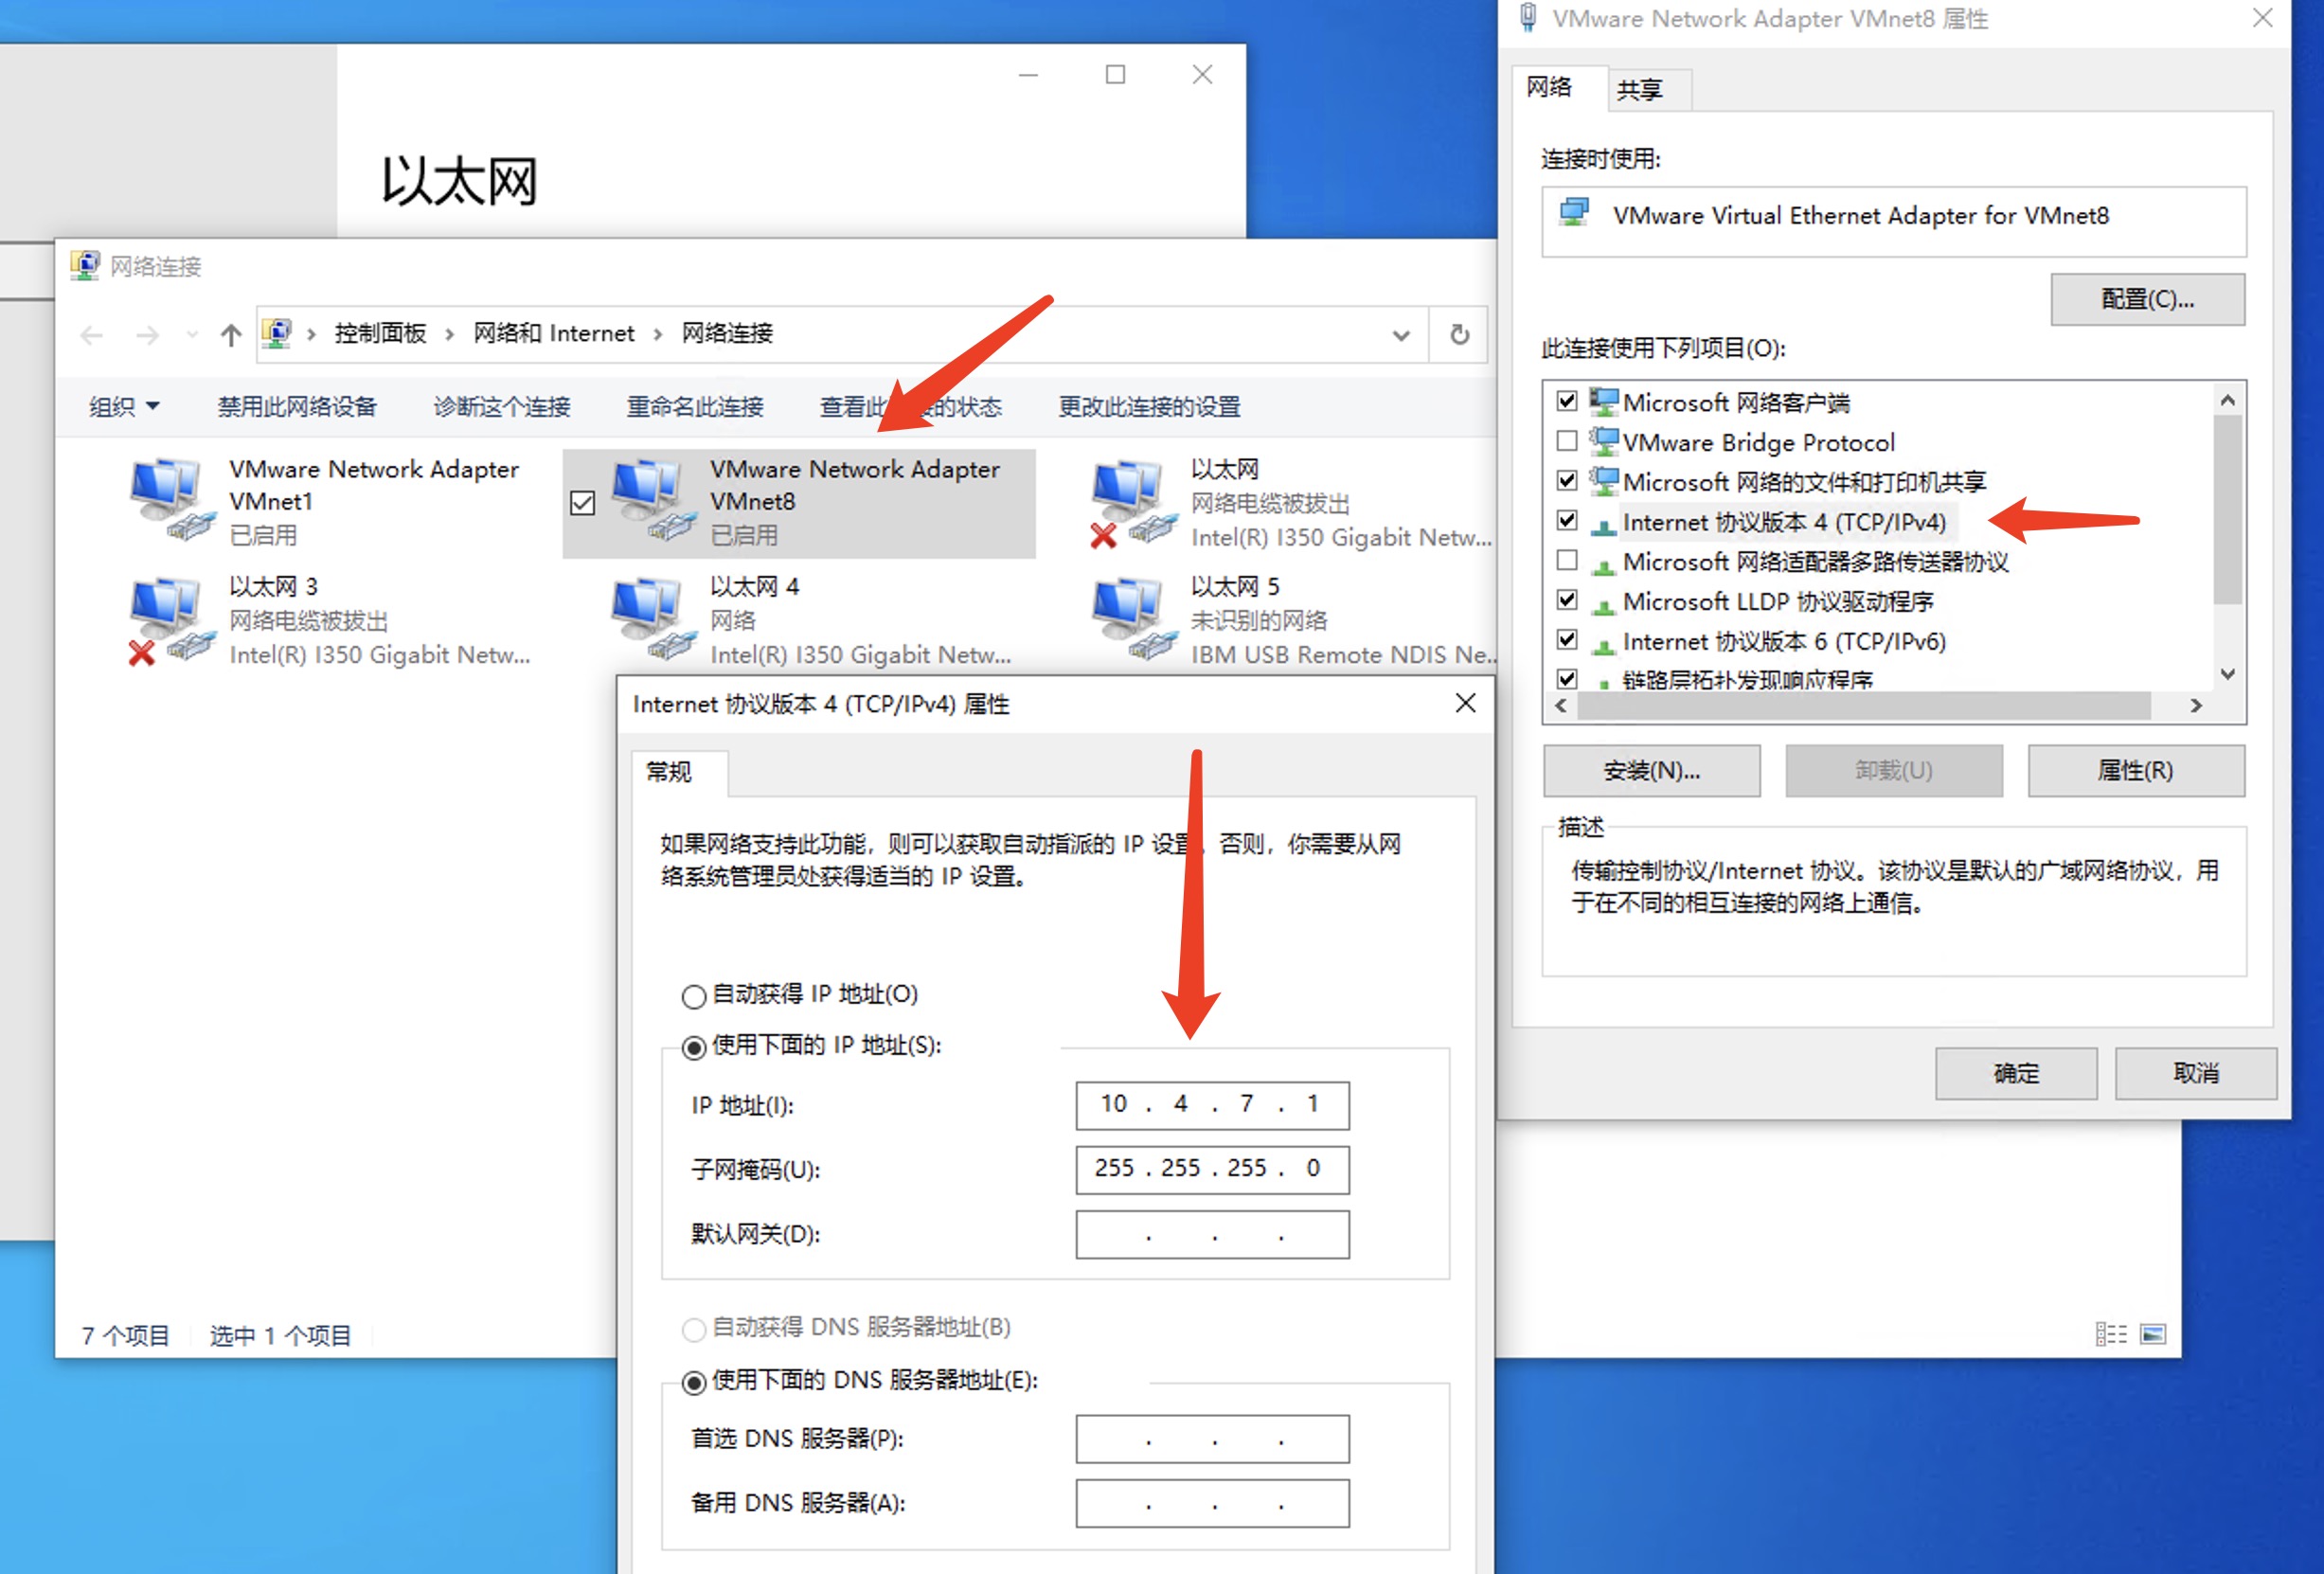 以太网
网络连接
控制面板 › 网络和 Internet › 网络连接
组织 禁用此网络设备 诊断这个连接 重命名此连接 查看此 接的状态 更改此连接的设置
VMware Network Adapter
VMnet1
已启用
VMware Network Adapter
VMnet8
已启用
以太网
网络电缆被拔出
Intel(R) I350 Gigabit Netw...
以太网 3
网络电缆被拔出
Intel(R) I350 Gigabit Netw...
以太网 4
网络
Intel(R) I350 Gigabit Netw...
以太网 5
未识别的网络
IBM USB Remote NDIS Ne...
7 个项目 选中 1 个项目
Internet 协议版本 4 (TCP/IPv4) 属性
常规
如果网络支持此功能，则可以获取自动指派的 IP 设置。否则，你需要从网
络系统管理员处获得适当的 IP 设置。
自动获得 IP 地址(O)
使用下面的 IP 地址(S):
IP 地址(I): 10 . 4 . 7 . 1
子网掩码(U): 255 . 255 . 255 . 0
默认网关(D): . . .
自动获得 DNS 服务器地址(B)
使用下面的 DNS 服务器地址(E):
首选 DNS 服务器(P): . . .
备用 DNS 服务器(A): . . .
VMware Network Adapter VMnet8 属性
网络 共享
连接时使用:
VMware Virtual Ethernet Adapter for VMnet8
配置(C)...
此连接使用下列项目(O):
Microsoft 网络客户端
VMware Bridge Protocol
Microsoft 网络的文件和打印机共享
Internet 协议版本 4 (TCP/IPv4)
Microsoft 网络适配器多路传送器协议
Microsoft LLDP 协议驱动程序
Internet 协议版本 6 (TCP/IPv6)
链路层拓扑发现响应程序
安装(N)... 卸载(U) 属性(R)
描述
传输控制协议/Internet 协议。该协议是默认的广域网络协议，用
于在不同的相互连接的网络上通信。
确定 取消